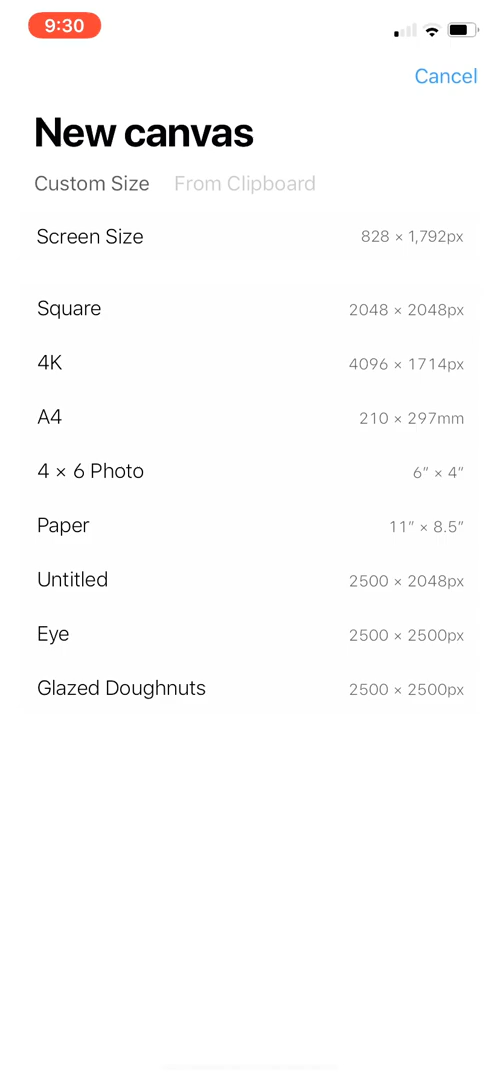 9:30
Cancel
New canvas
Custom Size From Clipboard
Screen Size 828 × 1,792px
Square 2048 × 2048px
4K 4096 × 1714px
A4 210 × 297mm
4 × 6 Photo 6″ × 4″
Paper 11″ × 8.5″
Untitled 2500 × 2048px
Eye 2500 × 2500px
Glazed Doughnuts 2500 × 2500px